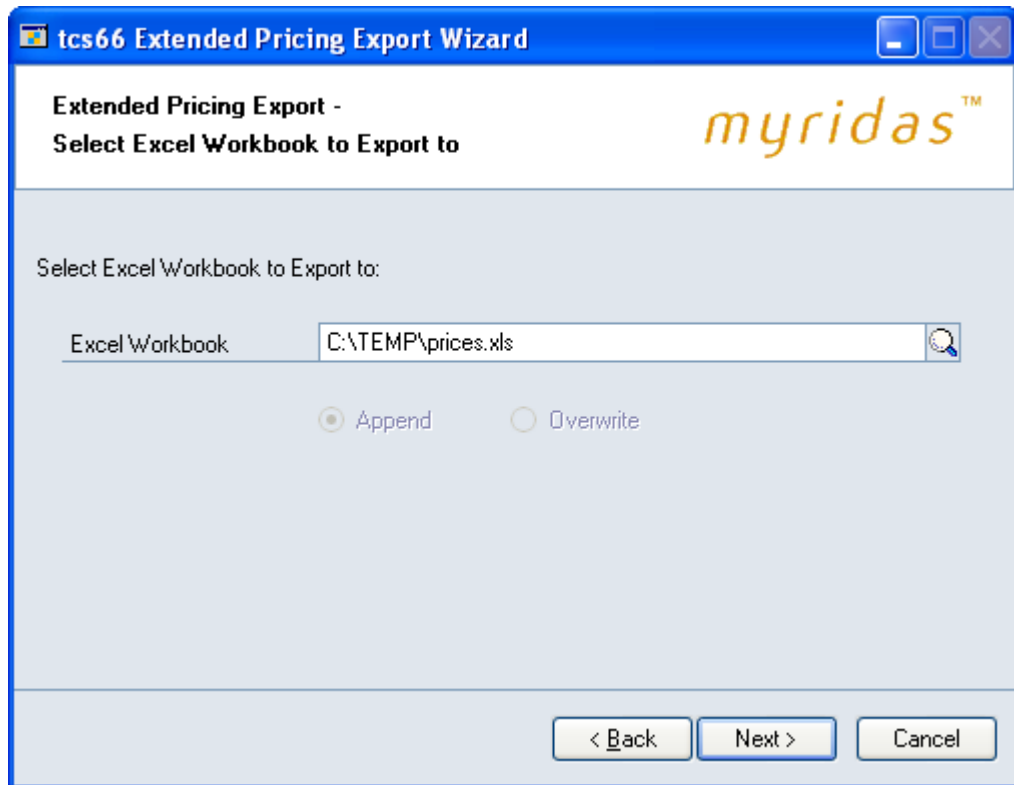 tcs66 Extended Pricing Export Wizard
Extended Pricing Export -
Select Excel Workbook to Export to
myridas™
Select Excel Workbook to Export to:
Excel Workbook C:\TEMP\prices.xls
Append Overwrite
< Back Next > Cancel